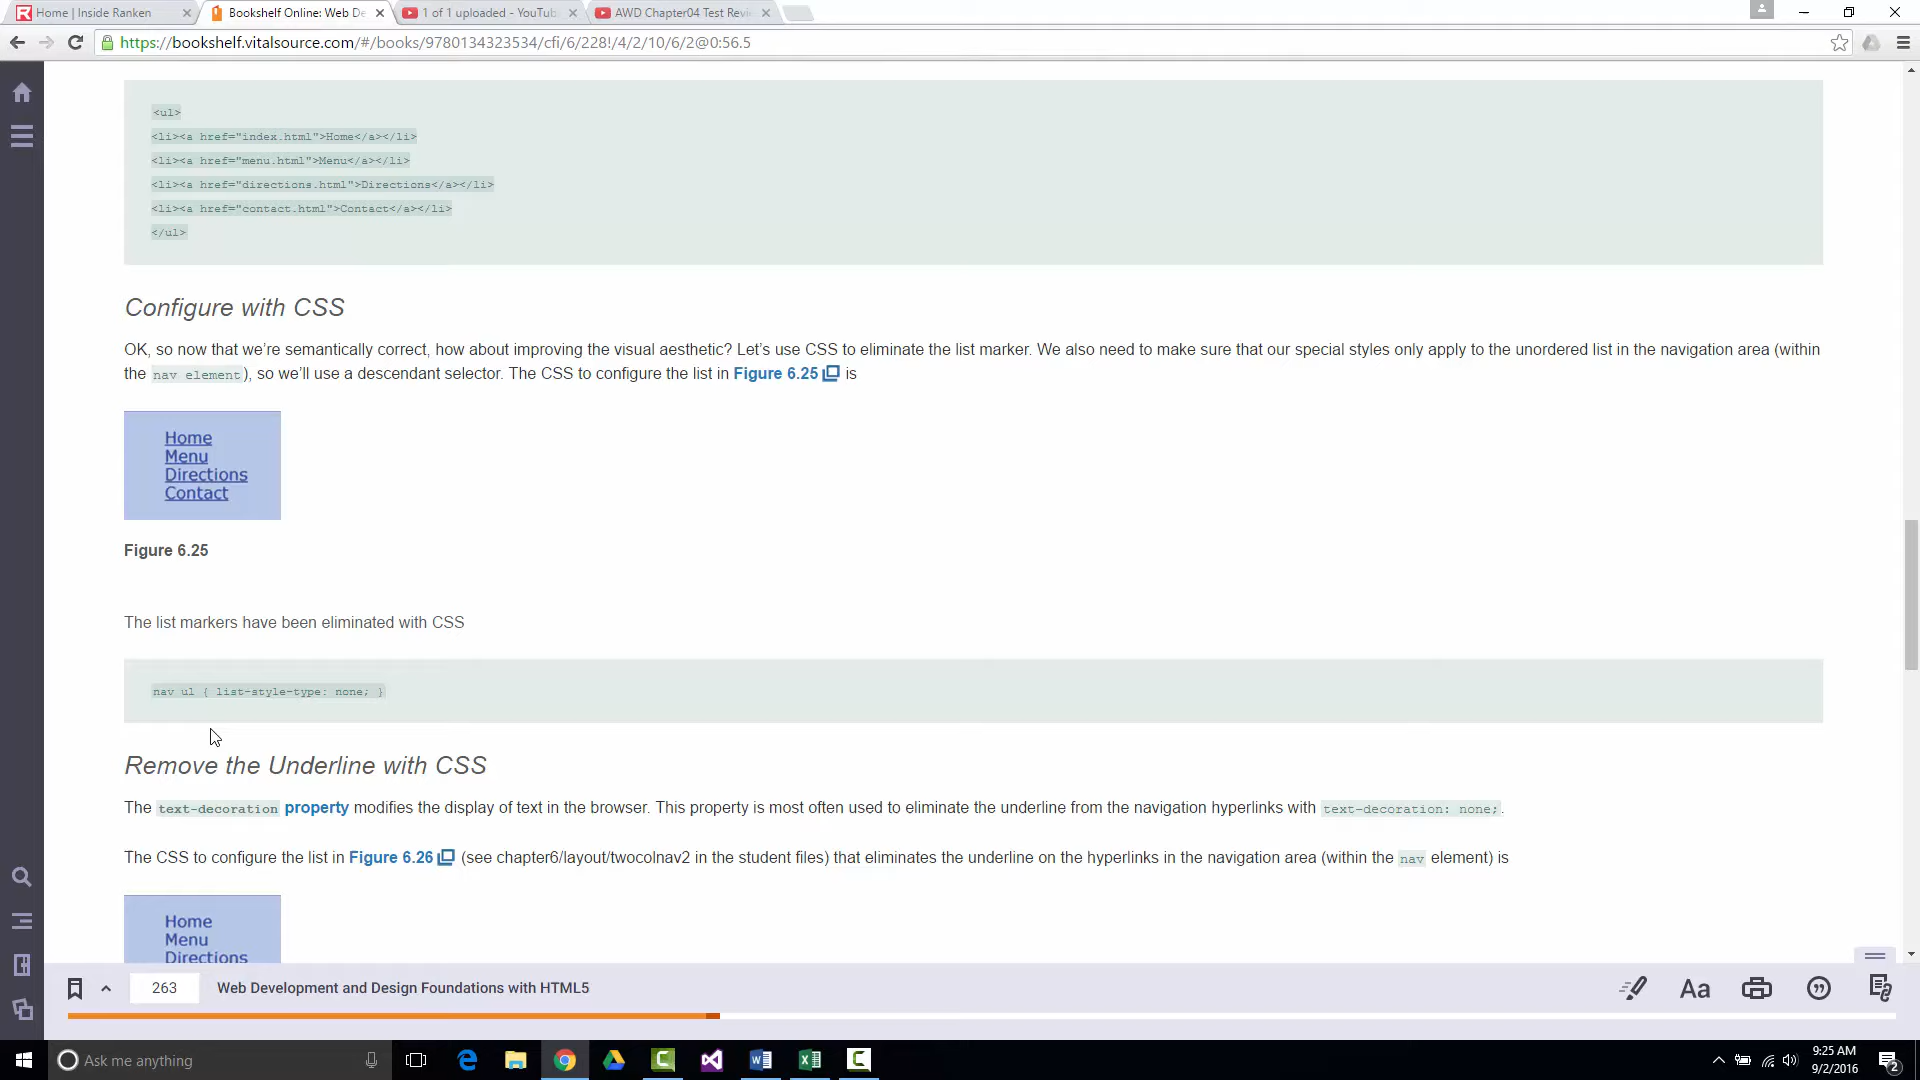 Home | Inside Ranken
Bookshelf Online: Web De
1 of 1 uploaded - YouTub
AWD Chapter04 Test Revi
https://bookshelf.vitalsource.com/#/books/9780134323534/cfi/6/228!/4/2/10/6/2@0:56.5
<ul>
<li><a href="index.html">Home</a></li>
<li><a href="menu.html">Menu</a></li>
<li><a href="directions.html">Directions</a></li>
<li><a href="contact.html">Contact</a></li>
</ul>
Configure with CSS
OK, so now that we’re semantically correct, how about improving the visual aesthetic? Let’s use CSS to eliminate the list marker. We also need to make sure that our special styles only apply to the unordered list in the navigation area (within
the nav element), so we’ll use a descendant selector. The CSS to configure the list in Figure 6.25 is
Home
Menu
Directions
Contact
Figure 6.25
The list markers have been eliminated with CSS
nav ul { list-style-type: none; }
Remove the Underline with CSS
The text-decoration property modifies the display of text in the browser. This property is most often used to eliminate the underline from the navigation hyperlinks with text-decoration: none;.
The CSS to configure the list in Figure 6.26 (see chapter6/layout/twocolnav2 in the student files) that eliminates the underline on the hyperlinks in the navigation area (within the nav element) is
Home
Menu
Directions
263
Web Development and Design Foundations with HTML5
Aa
Ask me anything
9:25 AM
9/2/2016
2